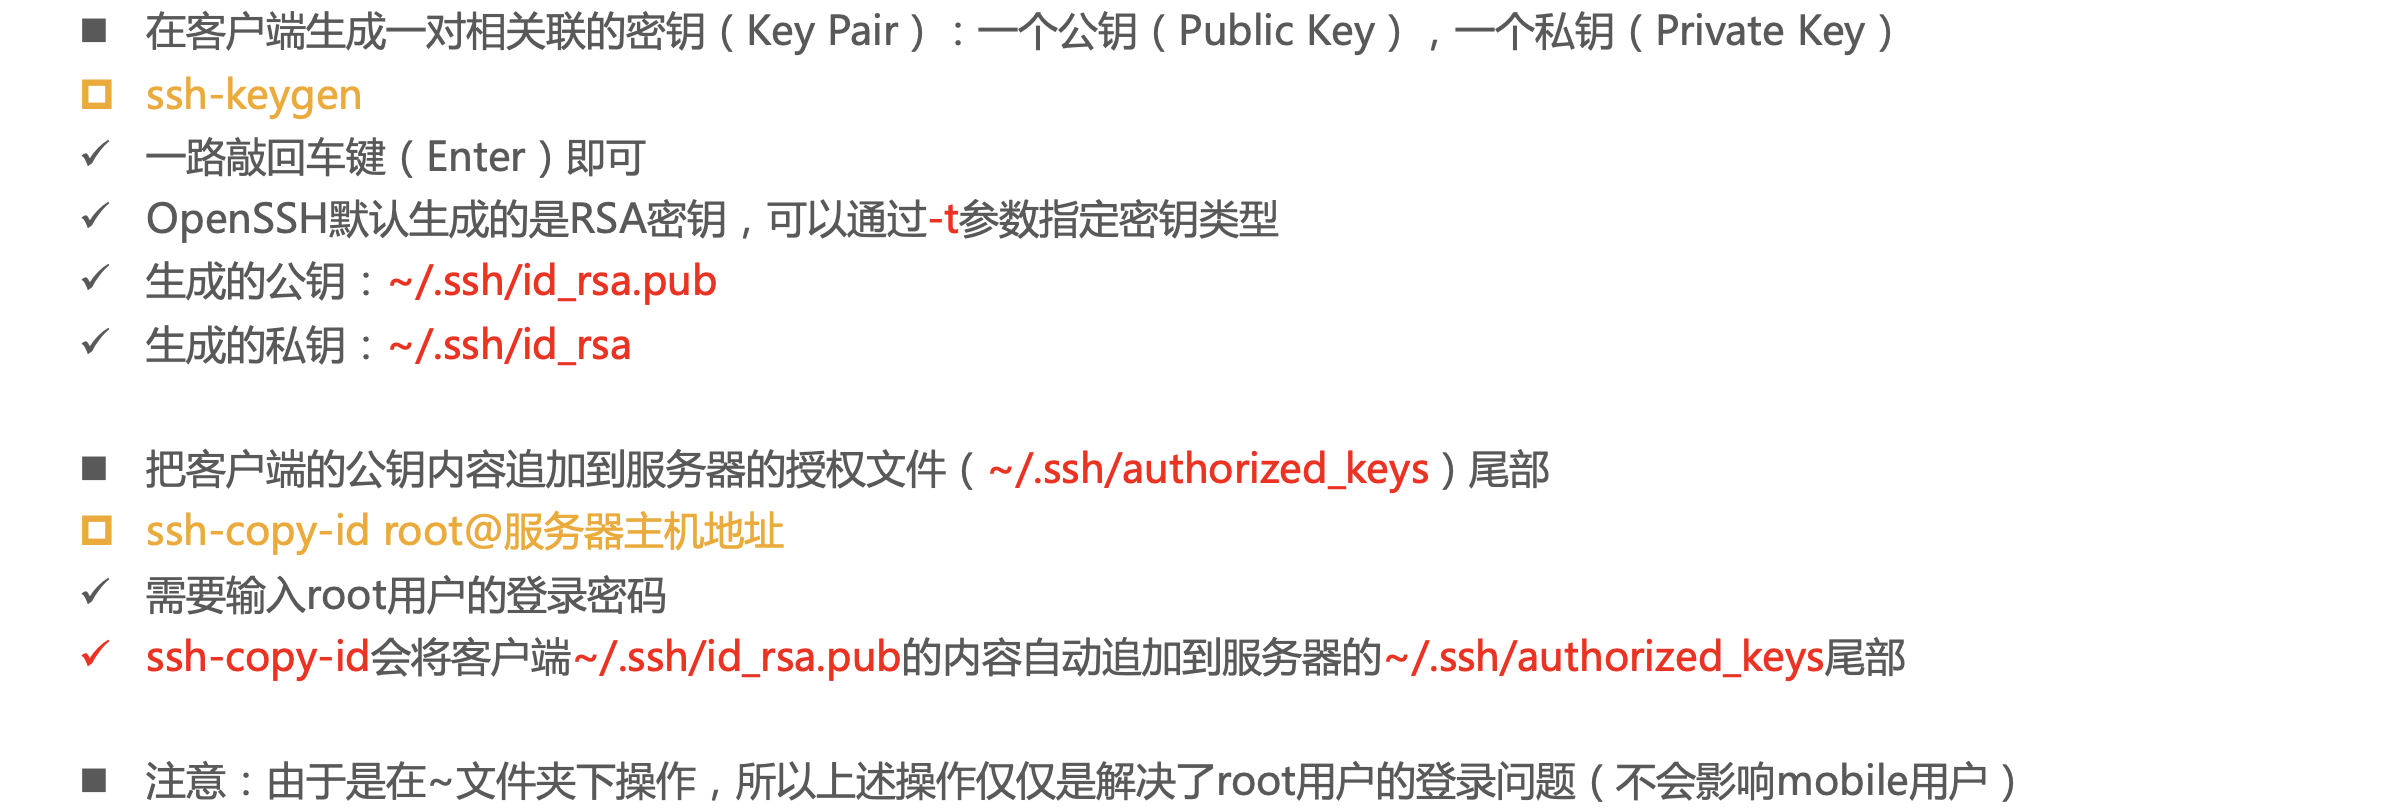 ■ 在客户端生成一对相关联的密钥（Key Pair）：一个公钥（Public Key），一个私钥（Private Key）
ssh-keygen
✓ 一路敲回车键（Enter）即可
✓ OpenSSH默认生成的是RSA密钥，可以通过-t参数指定密钥类型
✓ 生成的公钥：~/.ssh/id_rsa.pub
✓ 生成的私钥：~/.ssh/id_rsa
■ 把客户端的公钥内容追加到服务器的授权文件（~/.ssh/authorized_keys）尾部
ssh-copy-id root@服务器主机地址
✓ 需要输入root用户的登录密码
✓ ssh-copy-id会将客户端~/.ssh/id_rsa.pub的内容自动追加到服务器的~/.ssh/authorized_keys尾部
■ 注意：由于是在~文件夹下操作，所以上述操作仅仅是解决了root用户的登录问题（不会影响mobile用户）